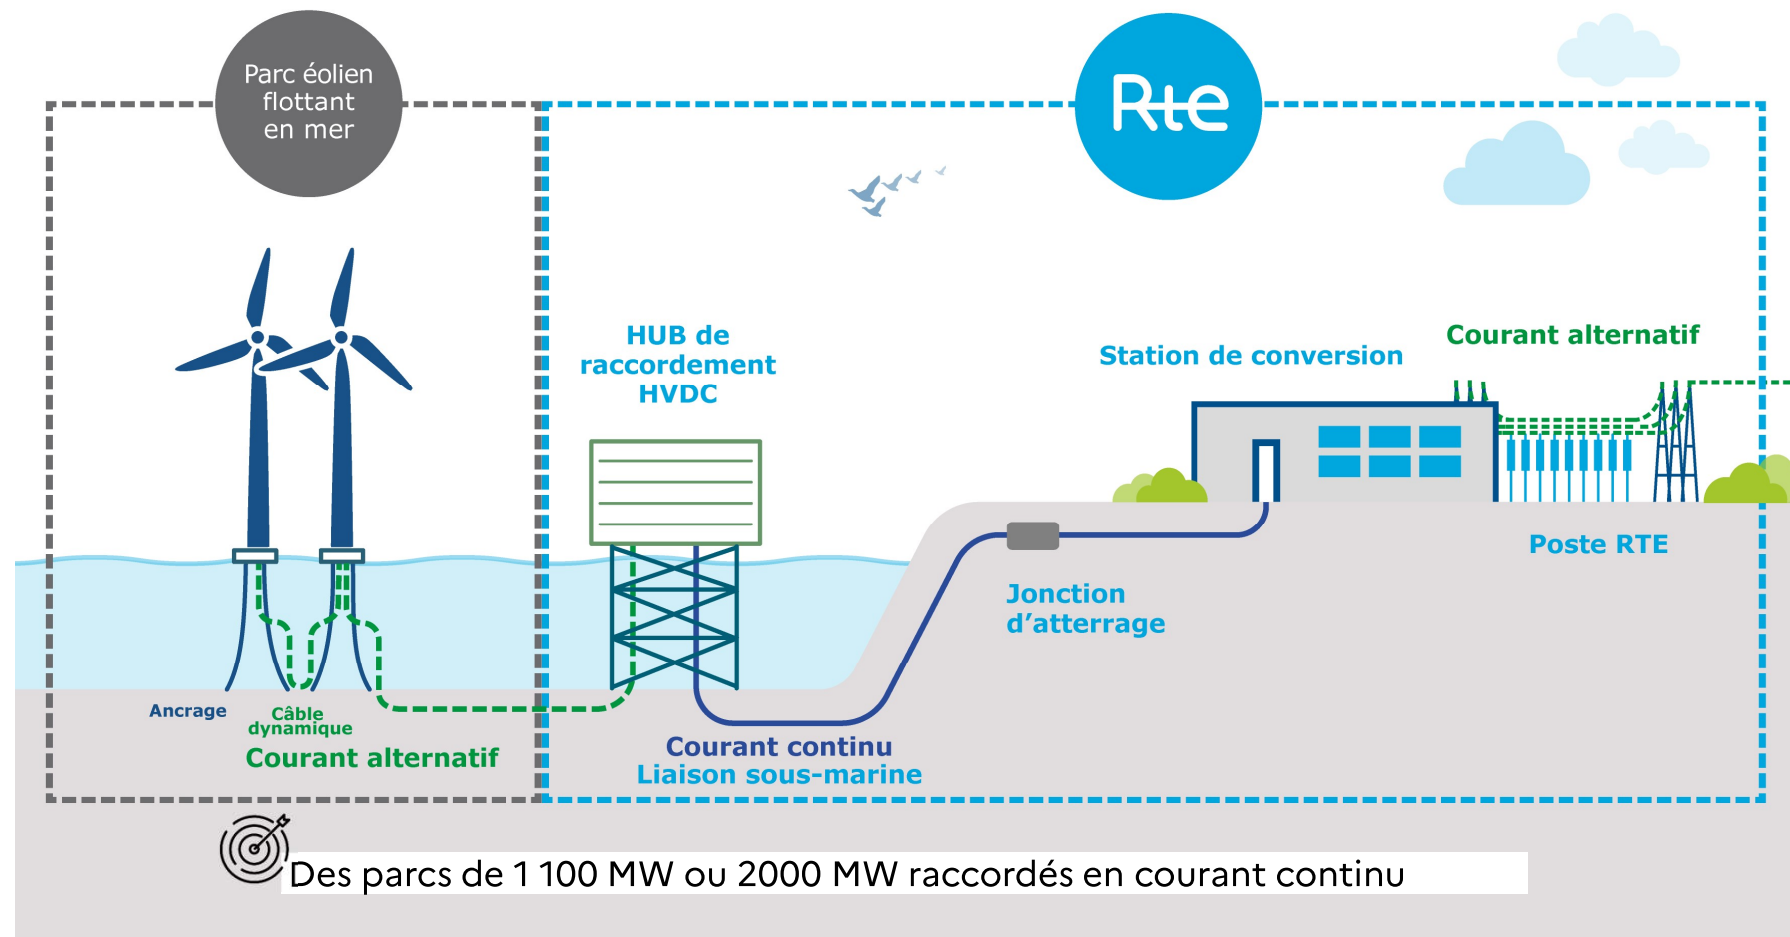 Parc éolien
flottant
en mer
Rte
HUB de
raccordement
HVDC
Station de conversion
Courant alternatif
Poste RTE
Jonction
d’atterrage
Ancrage
Câble
dynamique
Courant alternatif
Courant continu
Liaison sous-marine
Des parcs de 1 100 MW ou 2000 MW raccordés en courant continu